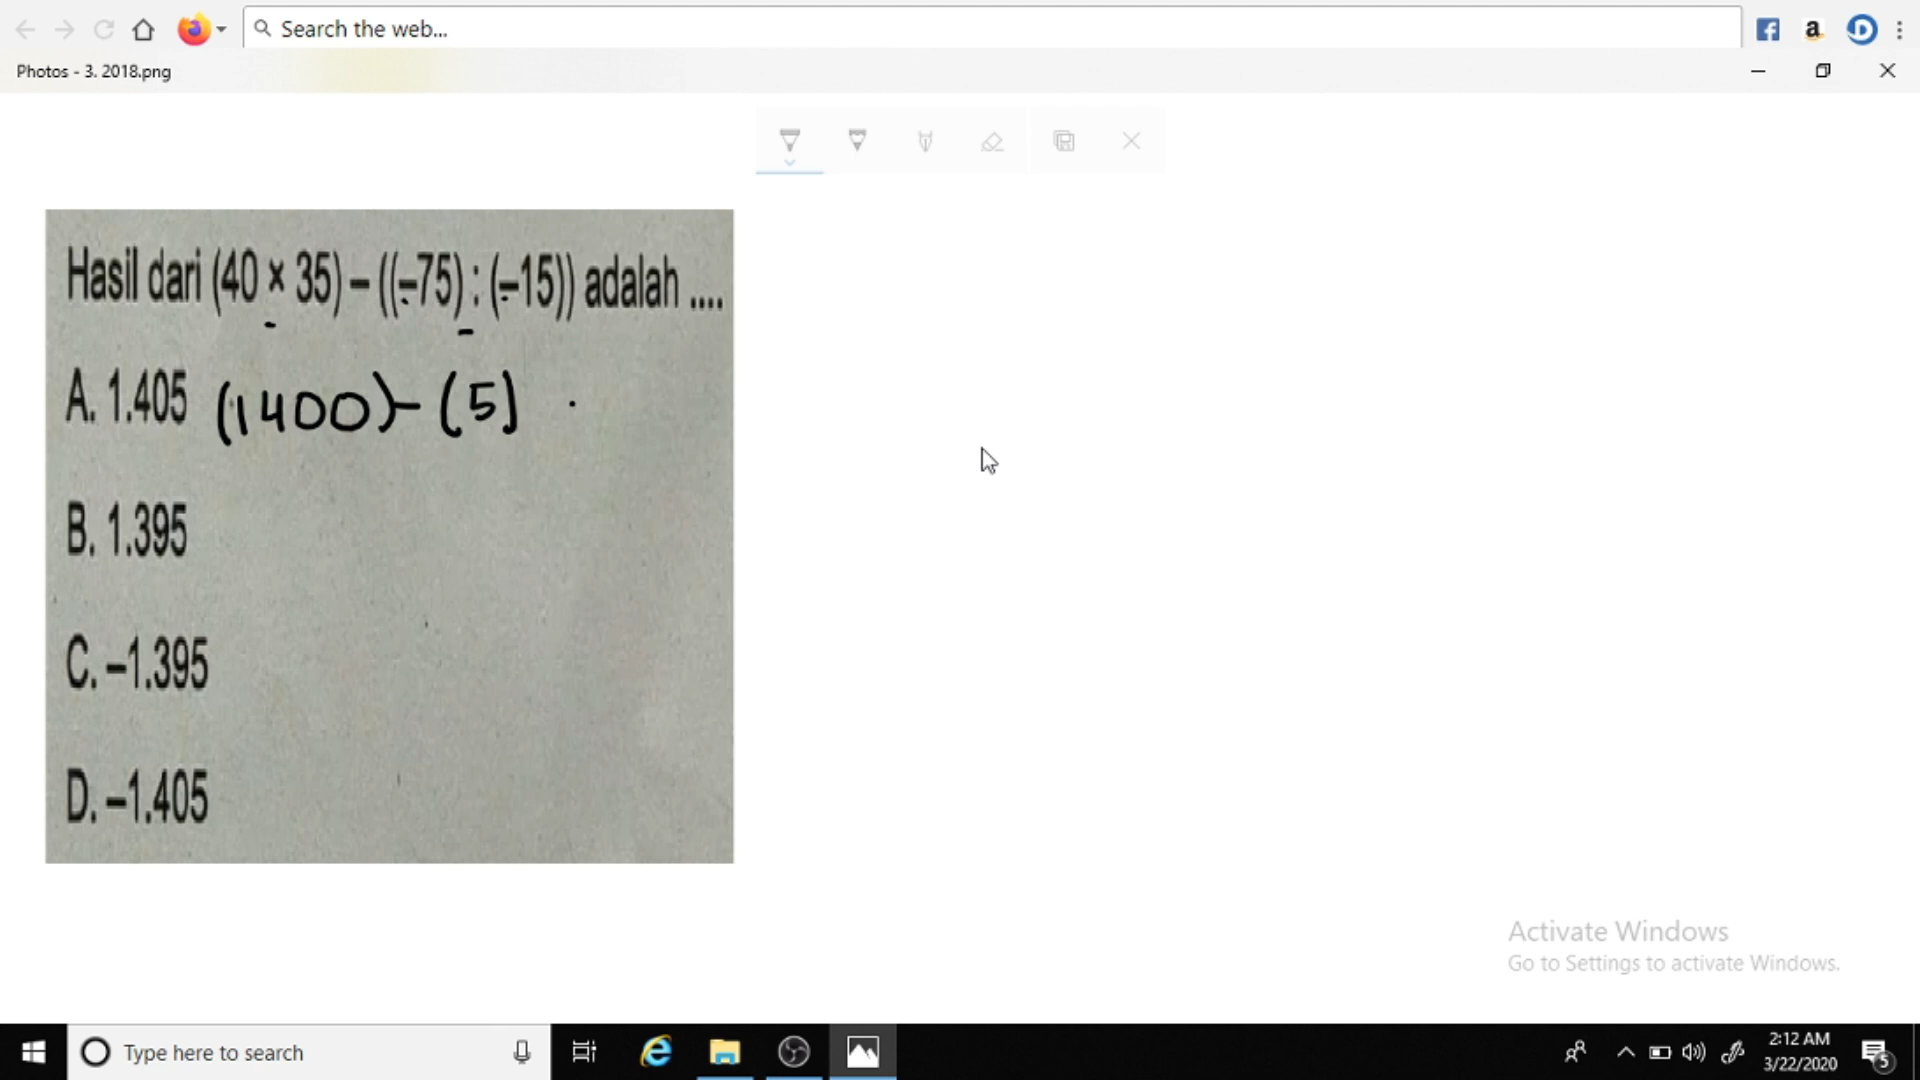 Search the web...
Photos - 3. 2018.png
Hasil dari (40 × 35) – ((–75) : (–15)) adalah ....
A. 1.405 (1400) - (5)
B. 1.395
C. –1.395
D. –1.405
Activate Windows
Go to Settings to activate Windows.
Type here to search
2:12 AM
3/22/2020
5